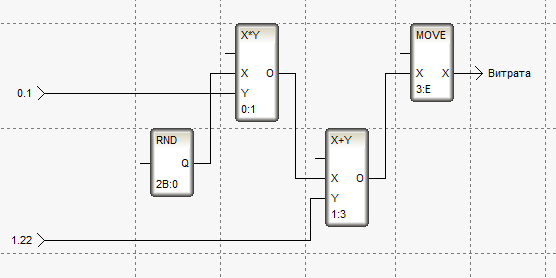 X*Y
X O
Y
0:1
MOVE
X X
3:E
Витрата
0.1
RND
Q
2B:0
X+Y
X O
Y
1:3
1.22